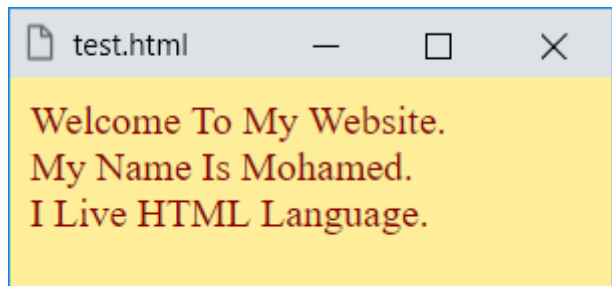 test.html
Welcome To My Website.
My Name Is Mohamed.
I Live HTML Language.